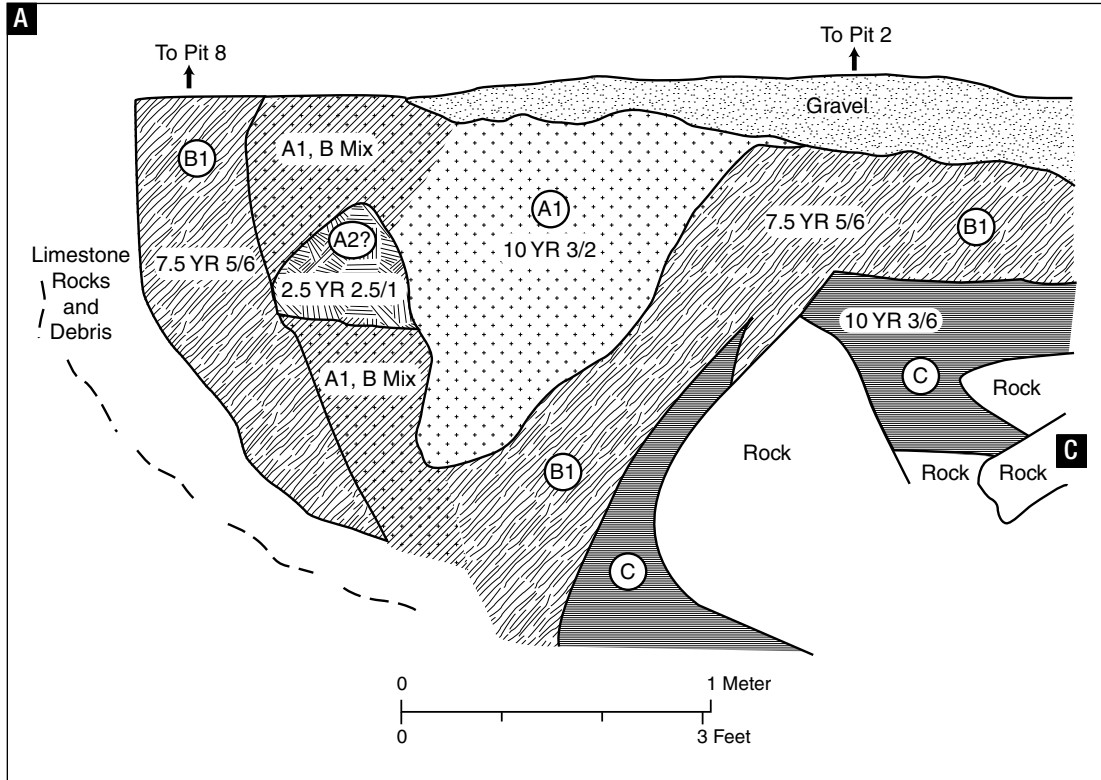 A
To Pit 8
To Pit 2
Gravel
B1
A1, B Mix
A1
10 YR 3/2
7.5 YR 5/6
B1
A2?
Limestone
Rocks
and
Debris
7.5 YR 5/6
2.5 YR 2.5/1
10 YR 3/6
A1, B Mix
C
Rock
C
Rock
B1
Rock
Rock
C
0
1 Meter
0
3 Feet